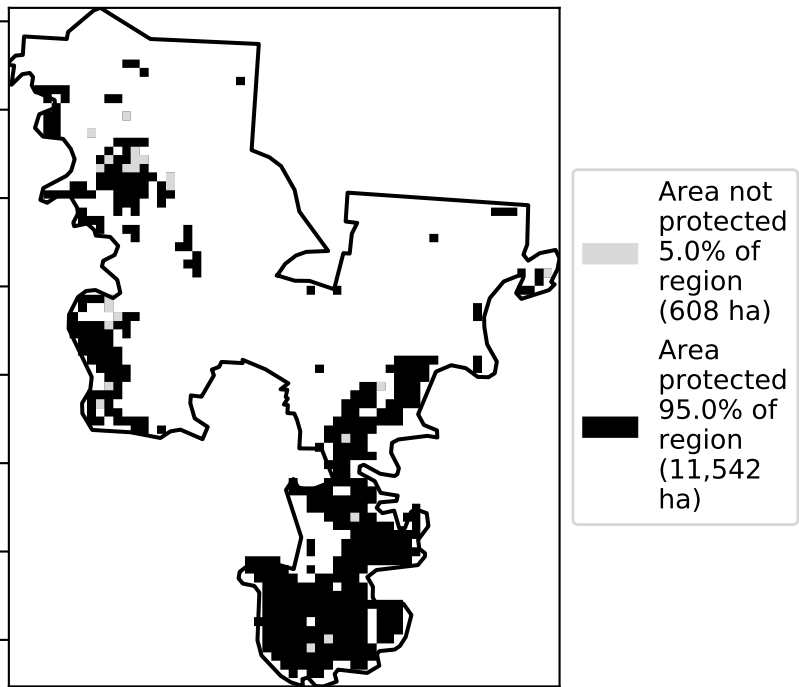 Area not
protected
5.0% of
region
(608 ha)
Area
protected
95.0% of
region
(11,542
ha)